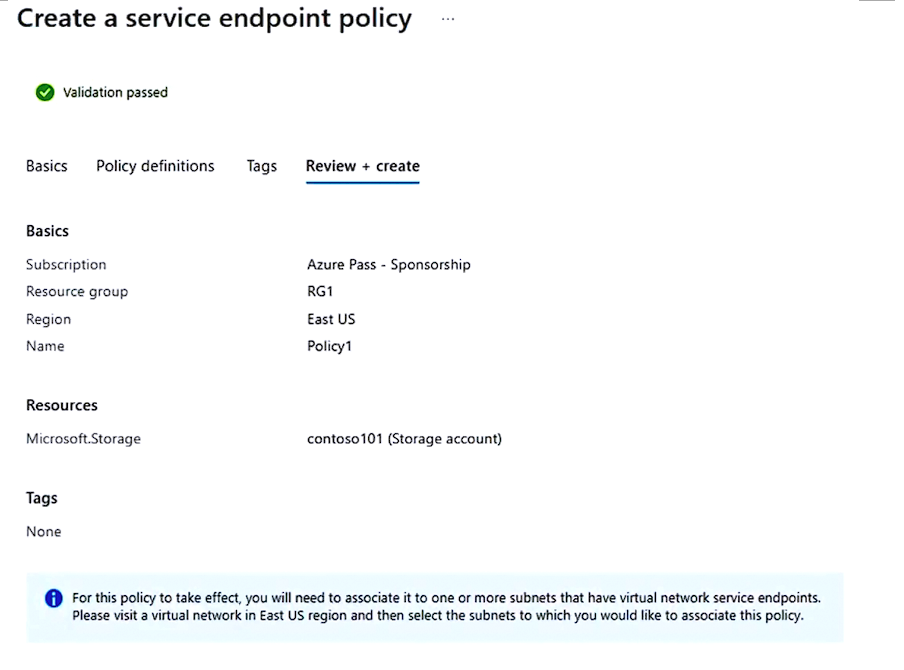 Create a service endpoint policy ...
Validation passed
Basics Policy definitions Tags Review + create
Basics
Subscription Azure Pass - Sponsorship
Resource group RG1
Region East US
Name Policy1
Resources
Microsoft.Storage contoso101 (Storage account)
Tags
None
For this policy to take effect, you will need to associate it to one or more subnets that have virtual network service endpoints.
Please visit a virtual network in East US region and then select the subnets to which you would like to associate this policy.